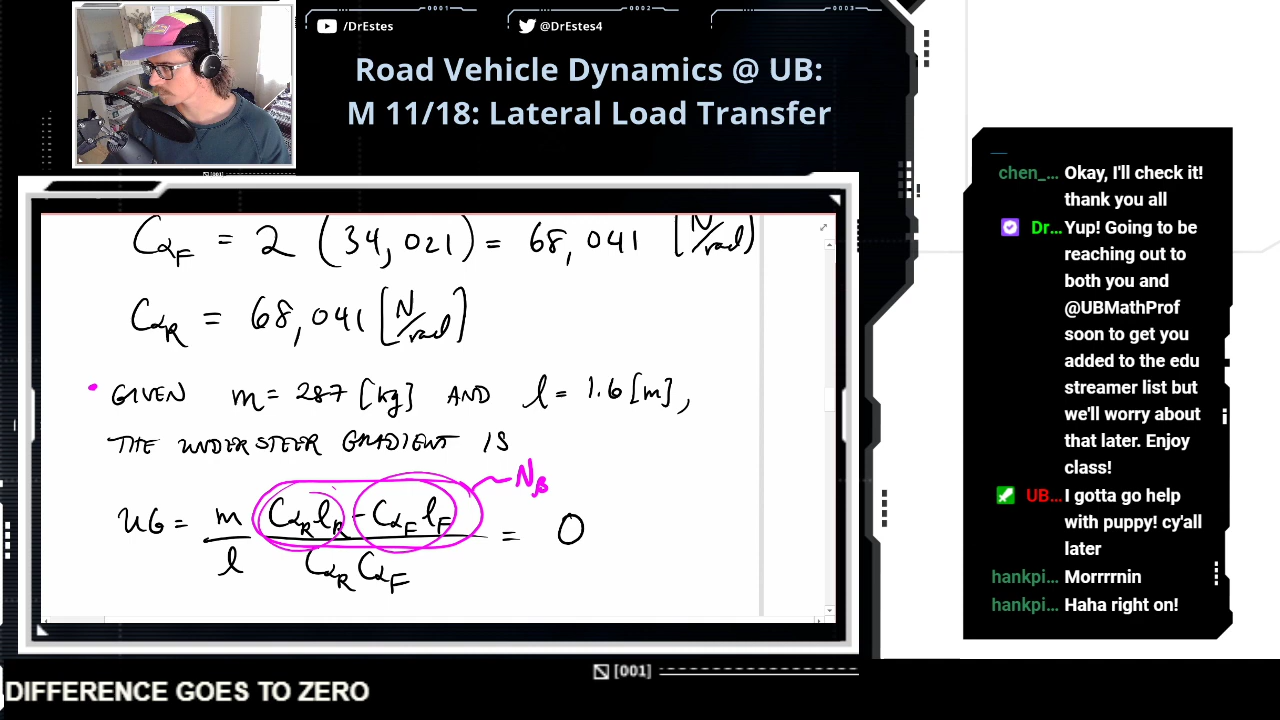 0001
0002
0003
/DrEstes
@DrEstes4
Road Vehicle Dynamics @ UB:
M 11/18: Lateral Load Transfer
[001]
CαF = 2 (34,021) = 68,041 [N/rad]
CαR = 68,041 [N/rad]
• GIVEN m = 287 [kg] AND l = 1.6 [m],
THE UNDERSTEER GRADIENT IS
UG = m/l (CαR lR - CαF lF)/(CαR CαF) = 0
Nβ
chen_... Okay, I'll check it!
thank you all
Dr... Yup! Going to be
reaching out to
both you and
@UBMathProf
soon to get you
added to the edu
streamer list but
we'll worry about
that later. Enjoy
class!
UB... I gotta go help
with puppy! cy'all
later
hankpi... Morrrrnin
hankpi... Haha right on!
[001]
DIFFERENCE GOES TO ZERO